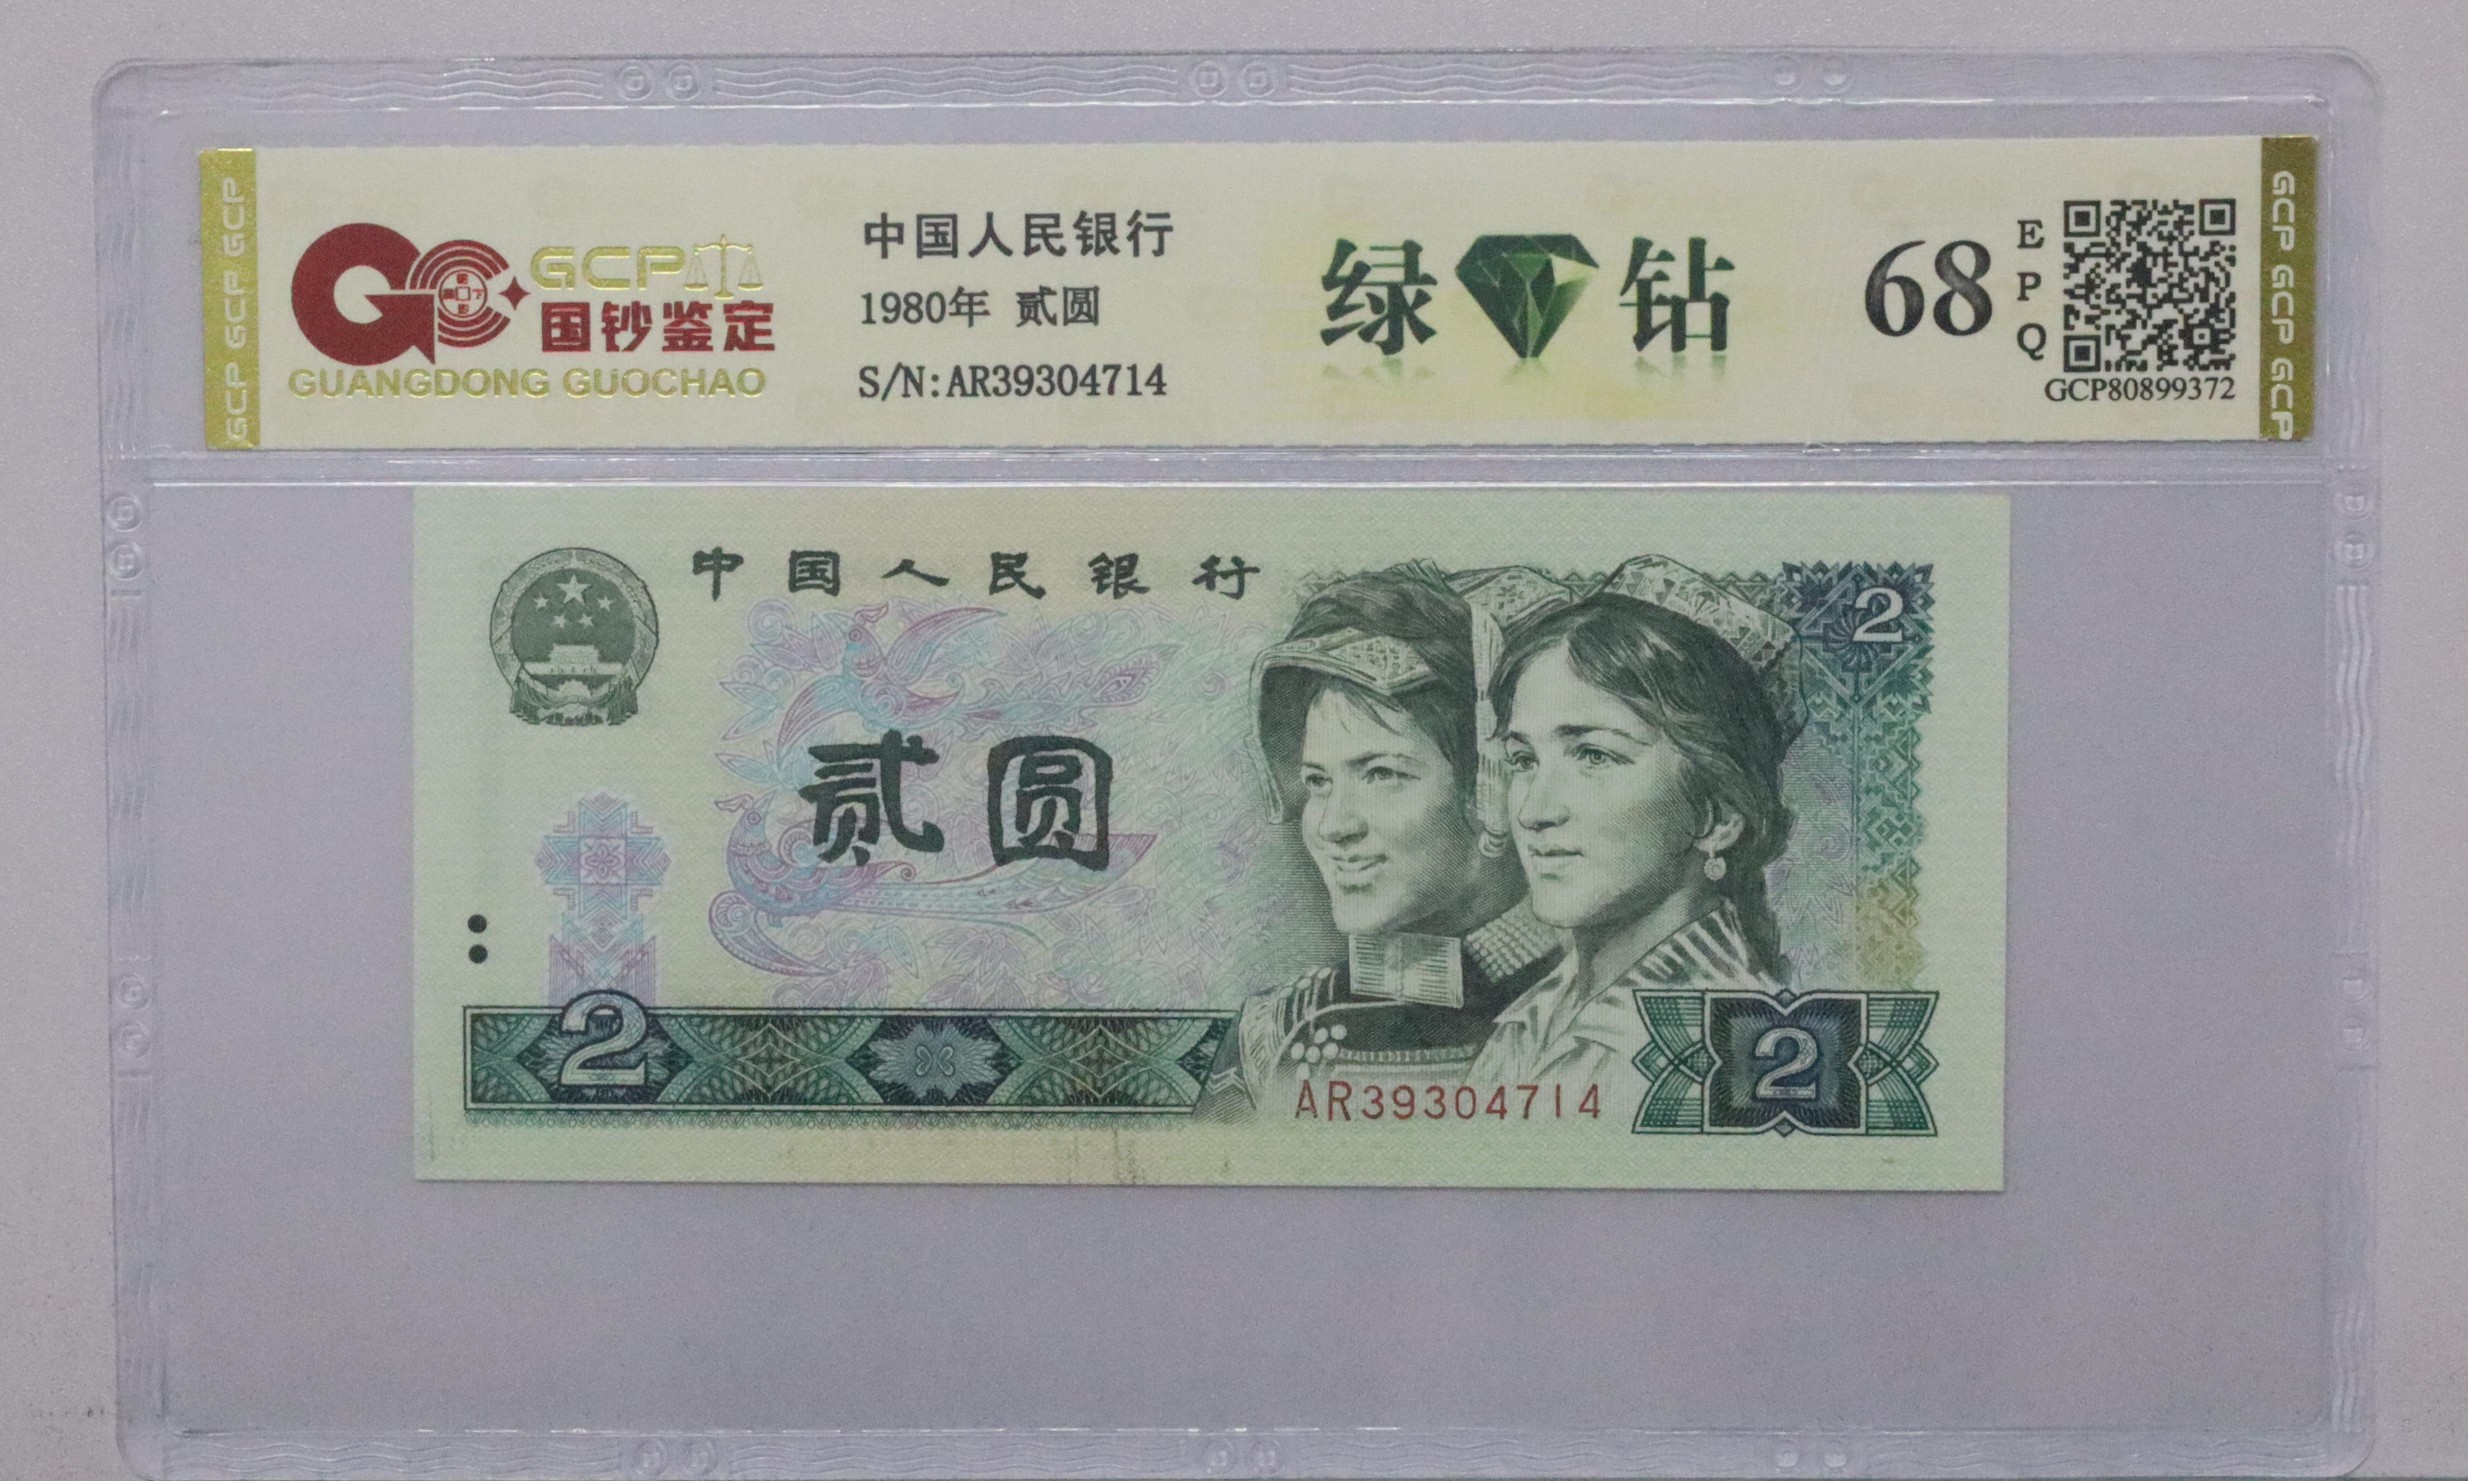 GCP GCP GCP
GCP
国钞鉴定
GUANGDONG GUOCHAO
中国人民银行
1980年 贰圆
S/N:AR39304714
绿 钻
68
EPQ
GCP80899372
GCP GCP GCP
中国人民银行
2
贰圆
2
AR39304714
2